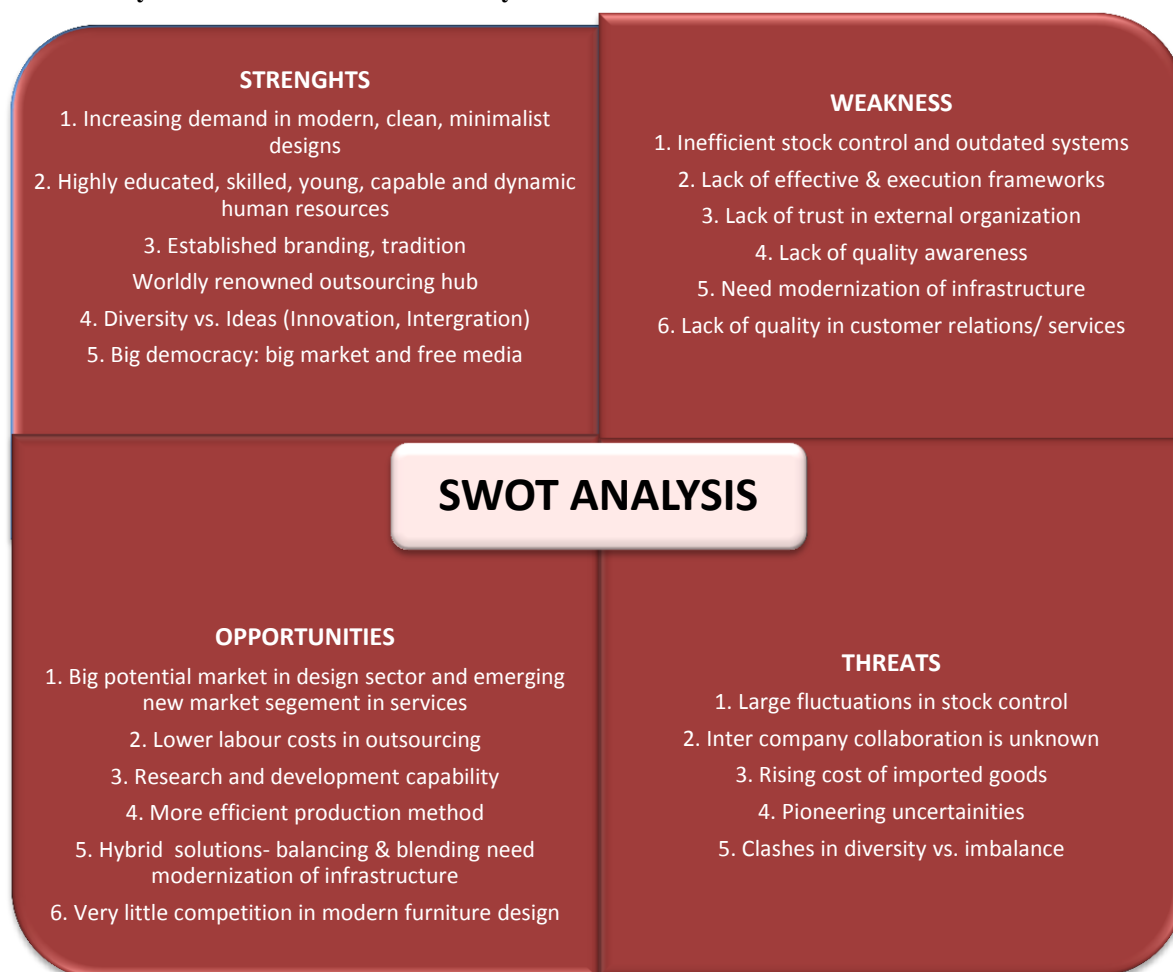 STRENGHTS
1. Increasing demand in modern, clean, minimalist
designs
2. Highly educated, skilled, young, capable and dynamic
human resources
3. Established branding, tradition
Worldly renowned outsourcing hub
4. Diversity vs. Ideas (Innovation, Intergration)
5. Big democracy: big market and free media
WEAKNESS
1. Inefficient stock control and outdated systems
2. Lack of effective & execution frameworks
3. Lack of trust in external organization
4. Lack of quality awareness
5. Need modernization of infrastructure
6. Lack of quality in customer relations/ services
SWOT ANALYSIS
OPPORTUNITIES
1. Big potential market in design sector and emerging
new market segement in services
2. Lower labour costs in outsourcing
3. Research and development capability
4. More efficient production method
5. Hybrid solutions- balancing & blending need
modernization of infrastructure
6. Very little competition in modern furniture design
THREATS
1. Large fluctuations in stock control
2. Inter company collaboration is unknown
3. Rising cost of imported goods
4. Pioneering uncertainities
5. Clashes in diversity vs. imbalance